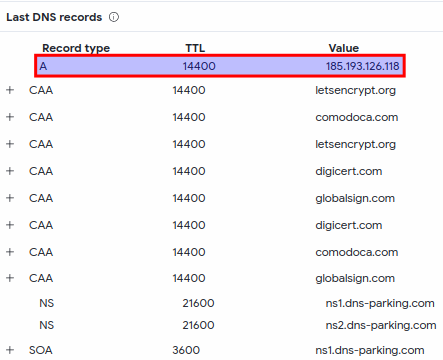 Last DNS records
Record type TTL Value
A 14400 185.193.126.118
+ CAA 14400 letsencrypt.org
+ CAA 14400 comodoca.com
+ CAA 14400 letsencrypt.org
+ CAA 14400 digicert.com
+ CAA 14400 globalsign.com
+ CAA 14400 digicert.com
+ CAA 14400 comodoca.com
+ CAA 14400 globalsign.com
NS 21600 ns1.dns-parking.com
NS 21600 ns2.dns-parking.com
+ SOA 3600 ns1.dns-parking.com